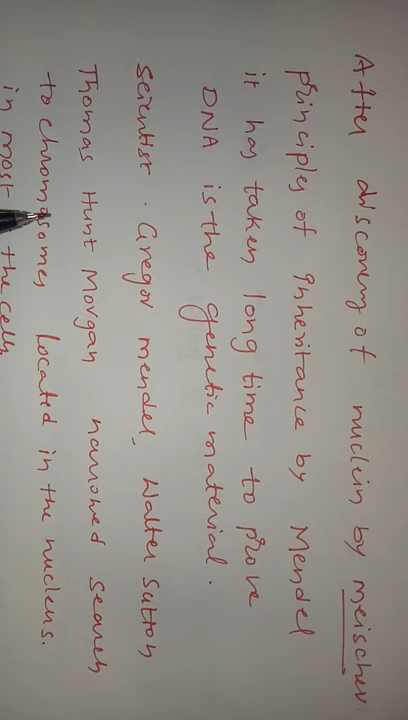 After discovery of nuclein by meischer.
principles of inheritance by Mendel
it has taken long time to prove
DNA is the genetic material.
Scientist. Gregor mendel, Walter Sutton
Thomas Hunt Morgan narrowed search
to chromosomes located in the nucleus.
in most the cells